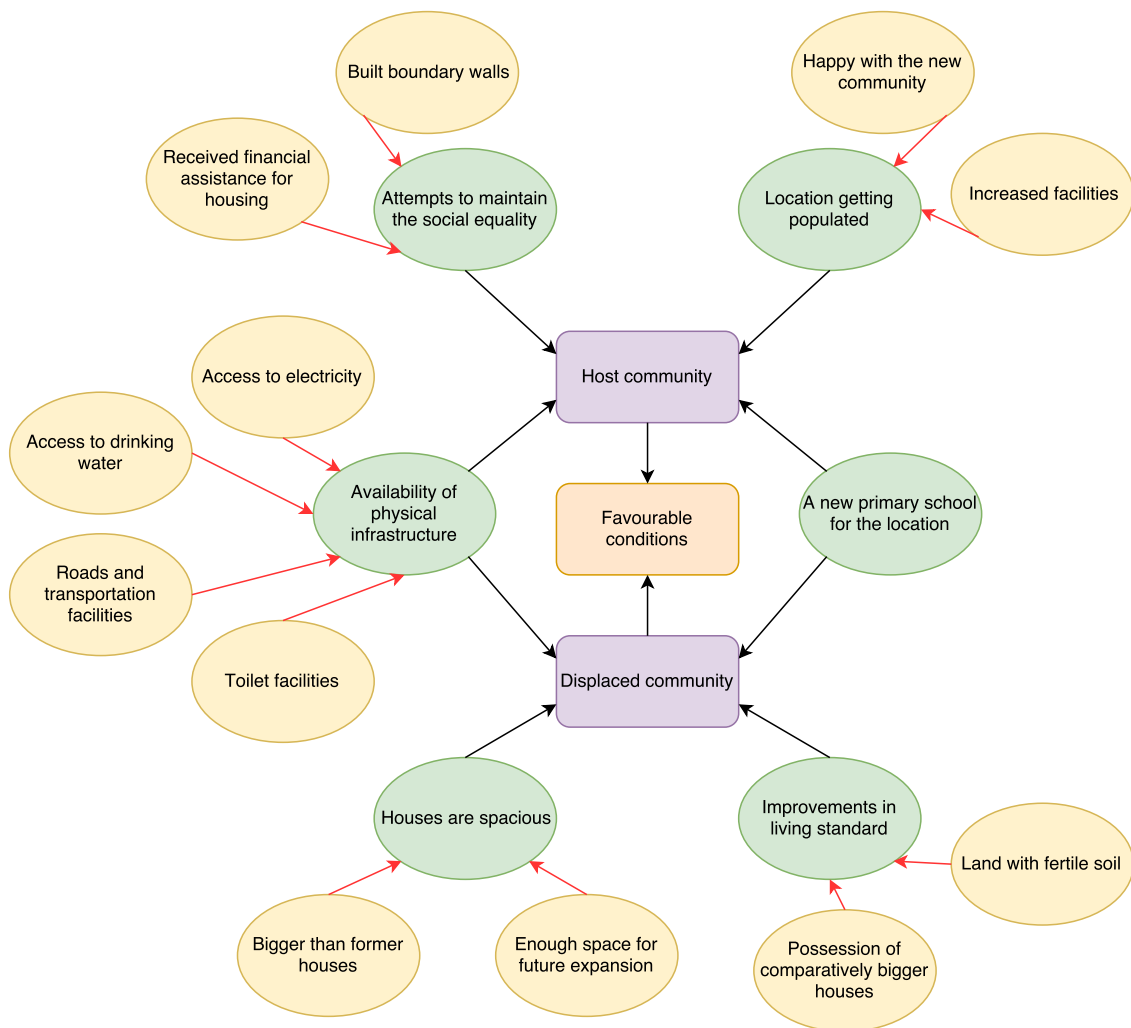 Built boundary walls
Happy with the new
community
Received financial
assistance for
housing
Attempts to maintain
the social equality
Location getting
populated
Increased facilities
Access to electricity
Host community
Access to drinking
water
Availability of
physical
infrastructure
Favourable
conditions
A new primary school
for the location
Roads and
transportation
facilities
Toilet facilities
Displaced community
Houses are spacious
Improvements in
living standard
Land with fertile soil
Bigger than former
houses
Enough space for
future expansion
Possession of
comparatively bigger
houses